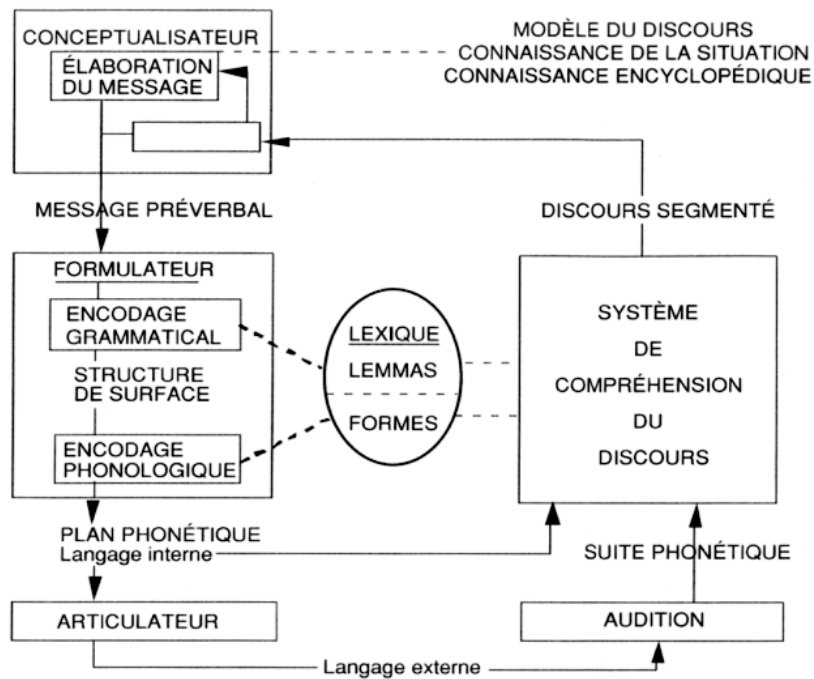 CONCEPTUALISATEUR
ÉLABORATION
DU MESSAGE
MODÈLE DU DISCOURS
CONNAISSANCE DE LA SITUATION
CONNAISSANCE ENCYCLOPÉDIQUE
MESSAGE PRÉVERBAL
DISCOURS SEGMENTÉ
FORMULATEUR
ENCODAGE
GRAMMATICAL
STRUCTURE
DE SURFACE
ENCODAGE
PHONOLOGIQUE
LEXIQUE
LEMMAS
FORMES
SYSTÈME
DE
COMPRÉHENSION
DU
DISCOURS
PLAN PHONÉTIQUE
Langage interne
SUITE PHONÉTIQUE
ARTICULATEUR
AUDITION
Langage externe